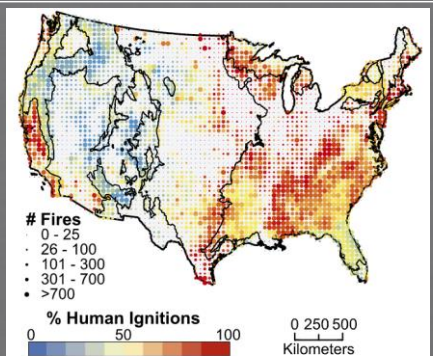 # Fires
0 - 25
26 - 100
101 - 300
301 - 700
>700
% Human Ignitions
0 50 100
0 250 500
Kilometers